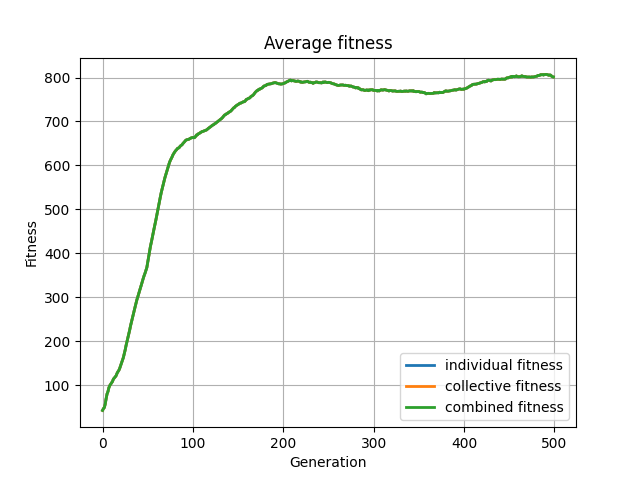 Average fitness
Fitness
800
700
600
500
400
300
200
100
individual fitness
collective fitness
combined fitness
0 100 200 300 400 500
Generation